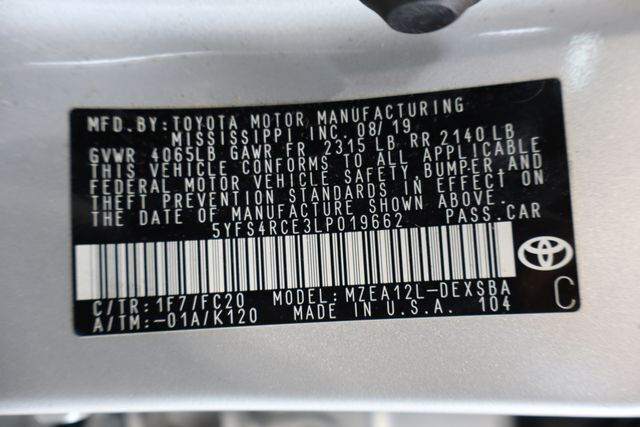 MFD. BY: TOYOTA MOTOR MANUFACTURING
MISSISSIPPI INC. 08/19
GVWR 4065LB GAWR FR 2315 LB RR 2140 LB
THIS VEHICLE CONFORMS TO ALL APPLICABLE
FEDERAL MOTOR VEHICLE SAFETY, BUMPER AND
THEFT PREVENTION STANDARDS IN EFFECT ON
THE DATE OF MANUFACTURE SHOWN ABOVE.
5YFS4RCE3LP019662 PASS. CAR
C/TR: 1F7/FC20 MODEL: MZEA12L-DEXSBA
A/TM: -01A/K120 MADE IN U.S.A. 104
C